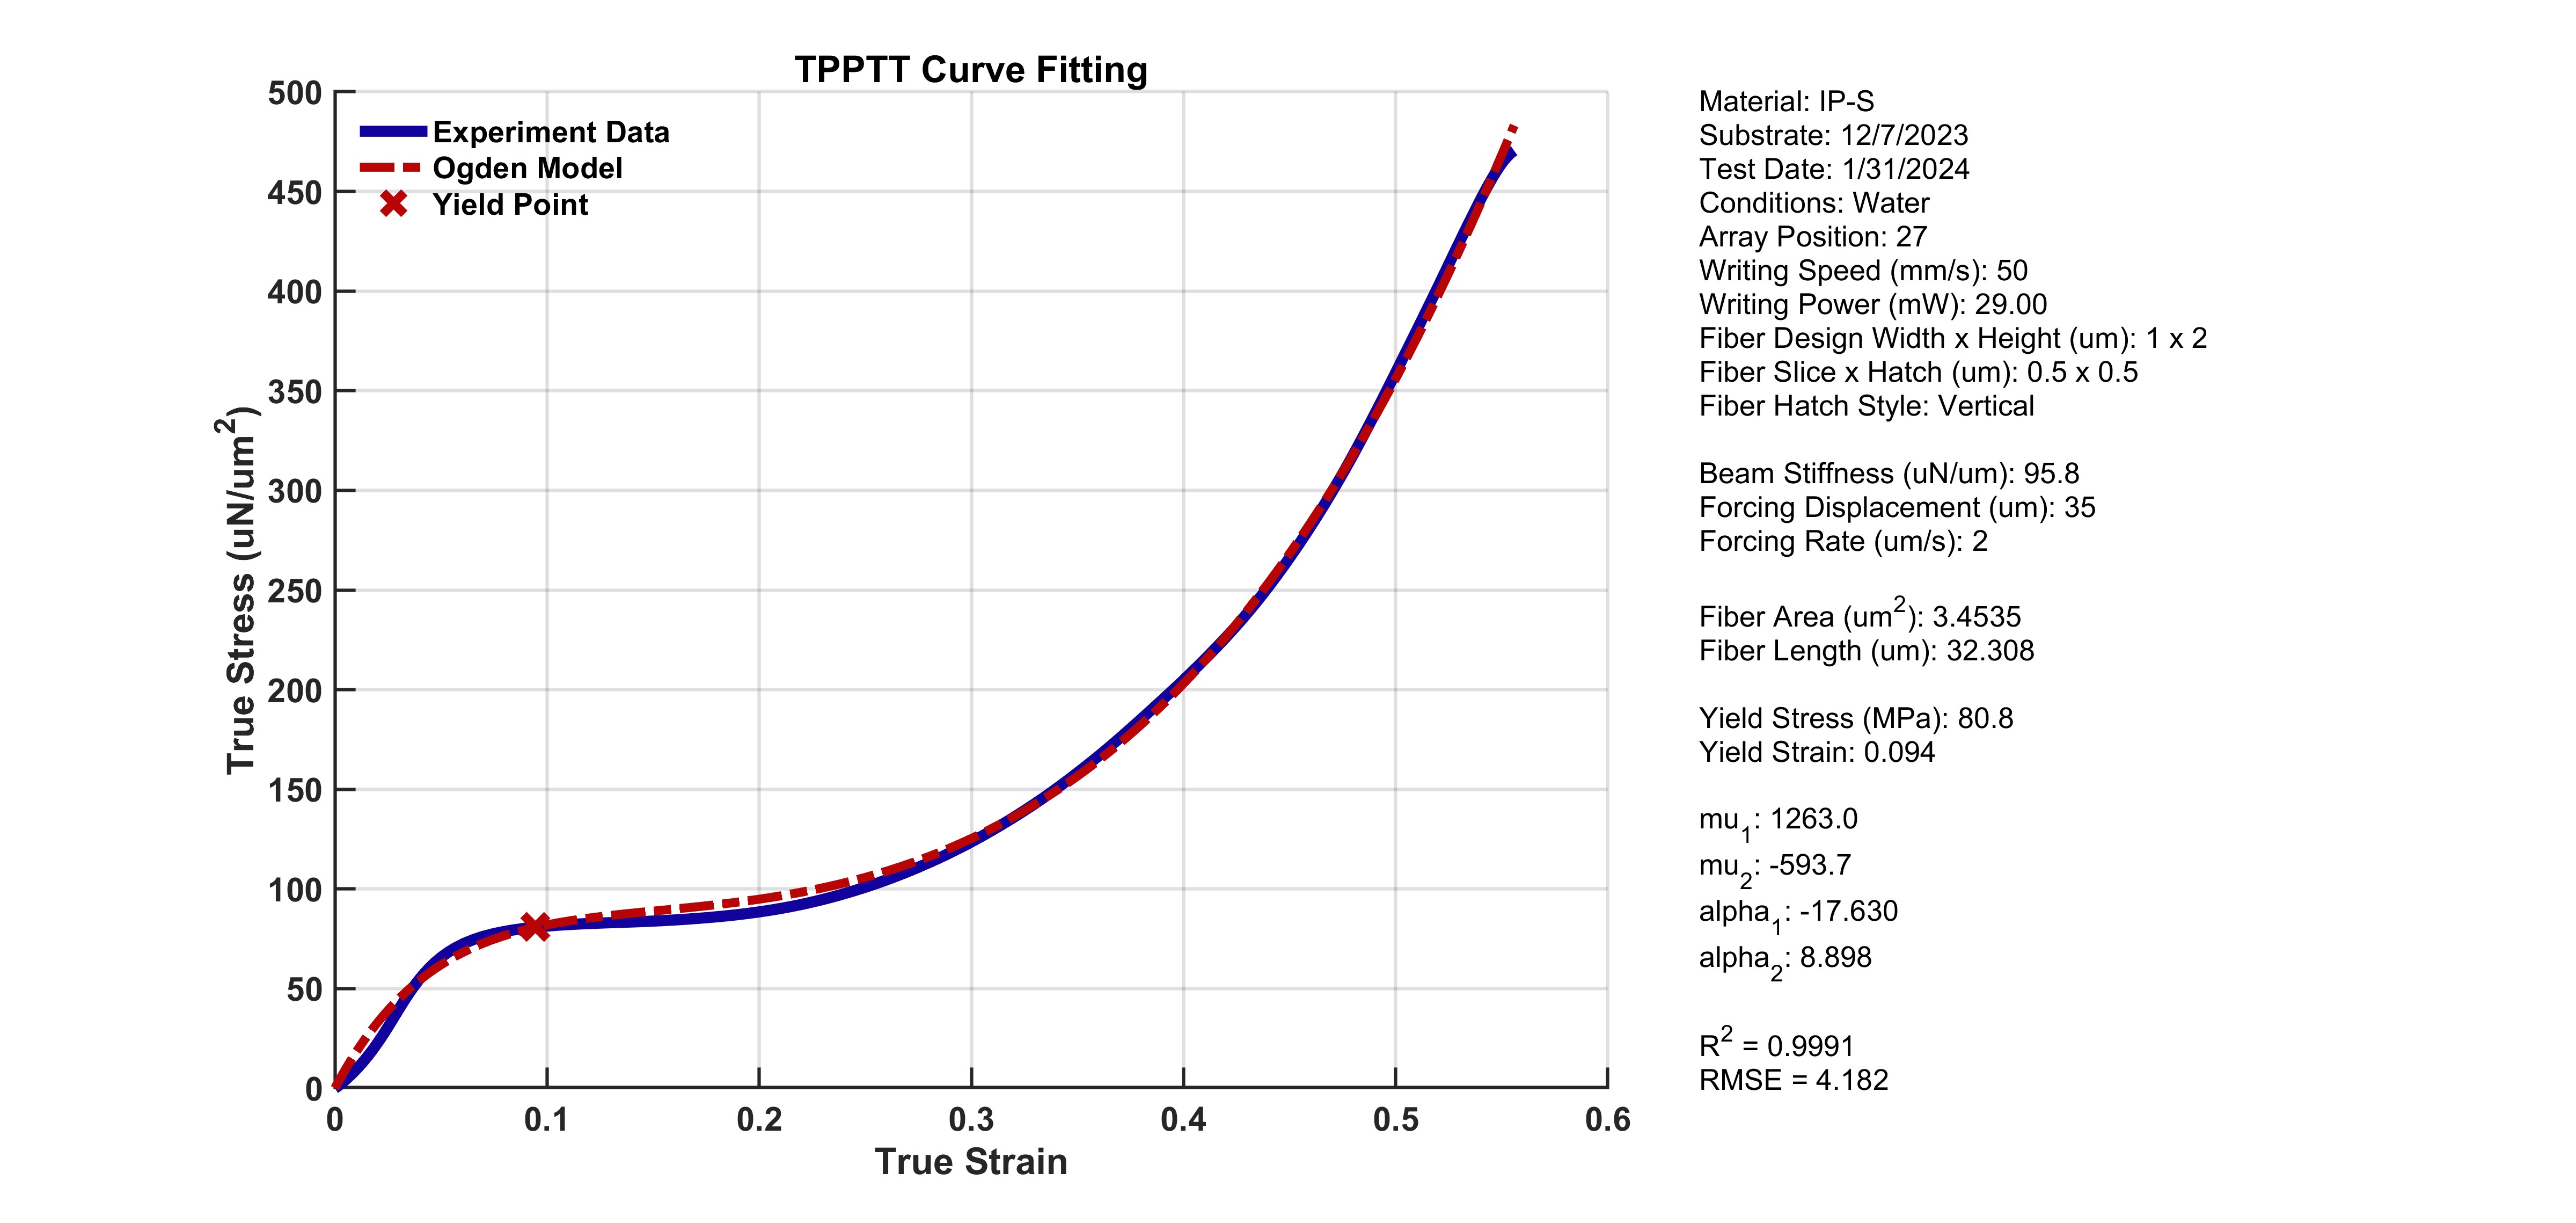 TPPTT Curve Fitting
500
450
400
350
300
250
200
150
100
50
0
True Stress (uN/um²)
Experiment Data
Ogden Model
Yield Point
0
0.1
0.2
0.3
0.4
0.5
0.6
True Strain
Material: IP-S
Substrate: 12/7/2023
Test Date: 1/31/2024
Conditions: Water
Array Position: 27
Writing Speed (mm/s): 50
Writing Power (mW): 29.00
Fiber Design Width x Height (um): 1 x 2
Fiber Slice x Hatch (um): 0.5 x 0.5
Fiber Hatch Style: Vertical
Beam Stiffness (uN/um): 95.8
Forcing Displacement (um): 35
Forcing Rate (um/s): 2
Fiber Area (um²): 3.4535
Fiber Length (um): 32.308
Yield Stress (MPa): 80.8
Yield Strain: 0.094
mu₁: 1263.0
mu₂: -593.7
alpha₁: -17.630
alpha₂: 8.898
R² = 0.9991
RMSE = 4.182